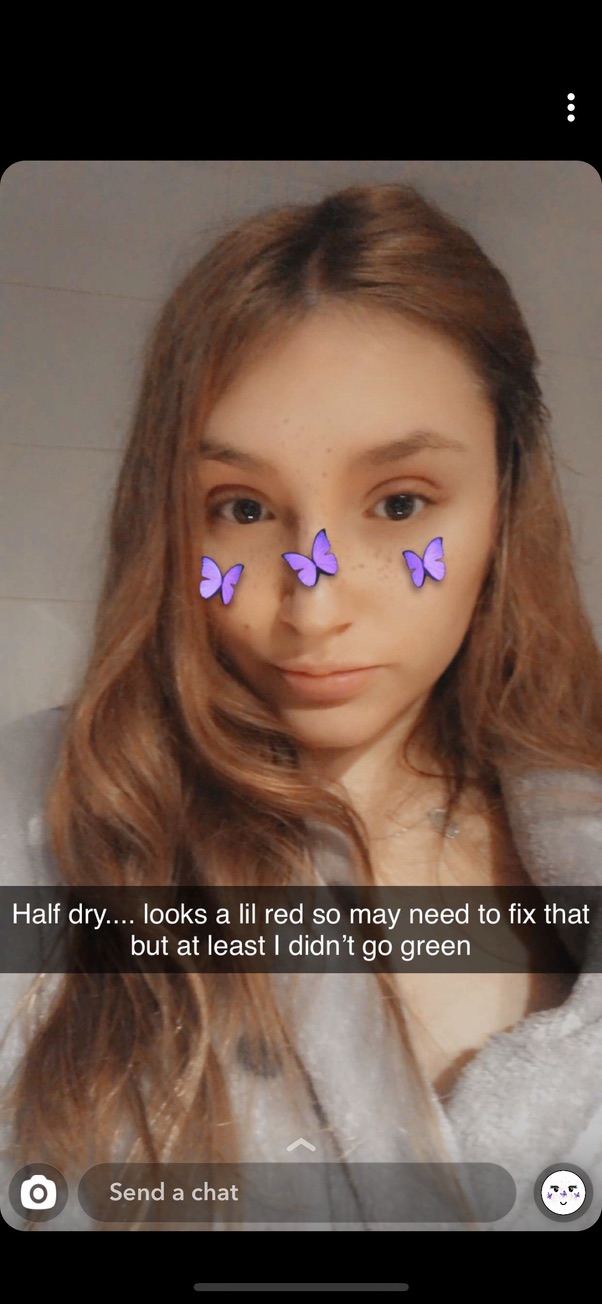 Half dry.... looks a lil red so may need to fix that
but at least I didn’t go green
Send a chat